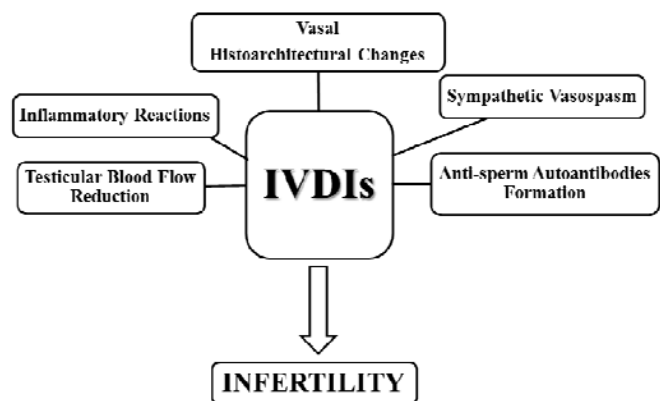 Vasal
Histoarchitectural Changes
Sympathetic Vasospasm
Inflammatory Reactions
Testicular Blood Flow
Reduction
IVDIs
Anti-sperm Autoantibodies
Formation
INFERTILITY